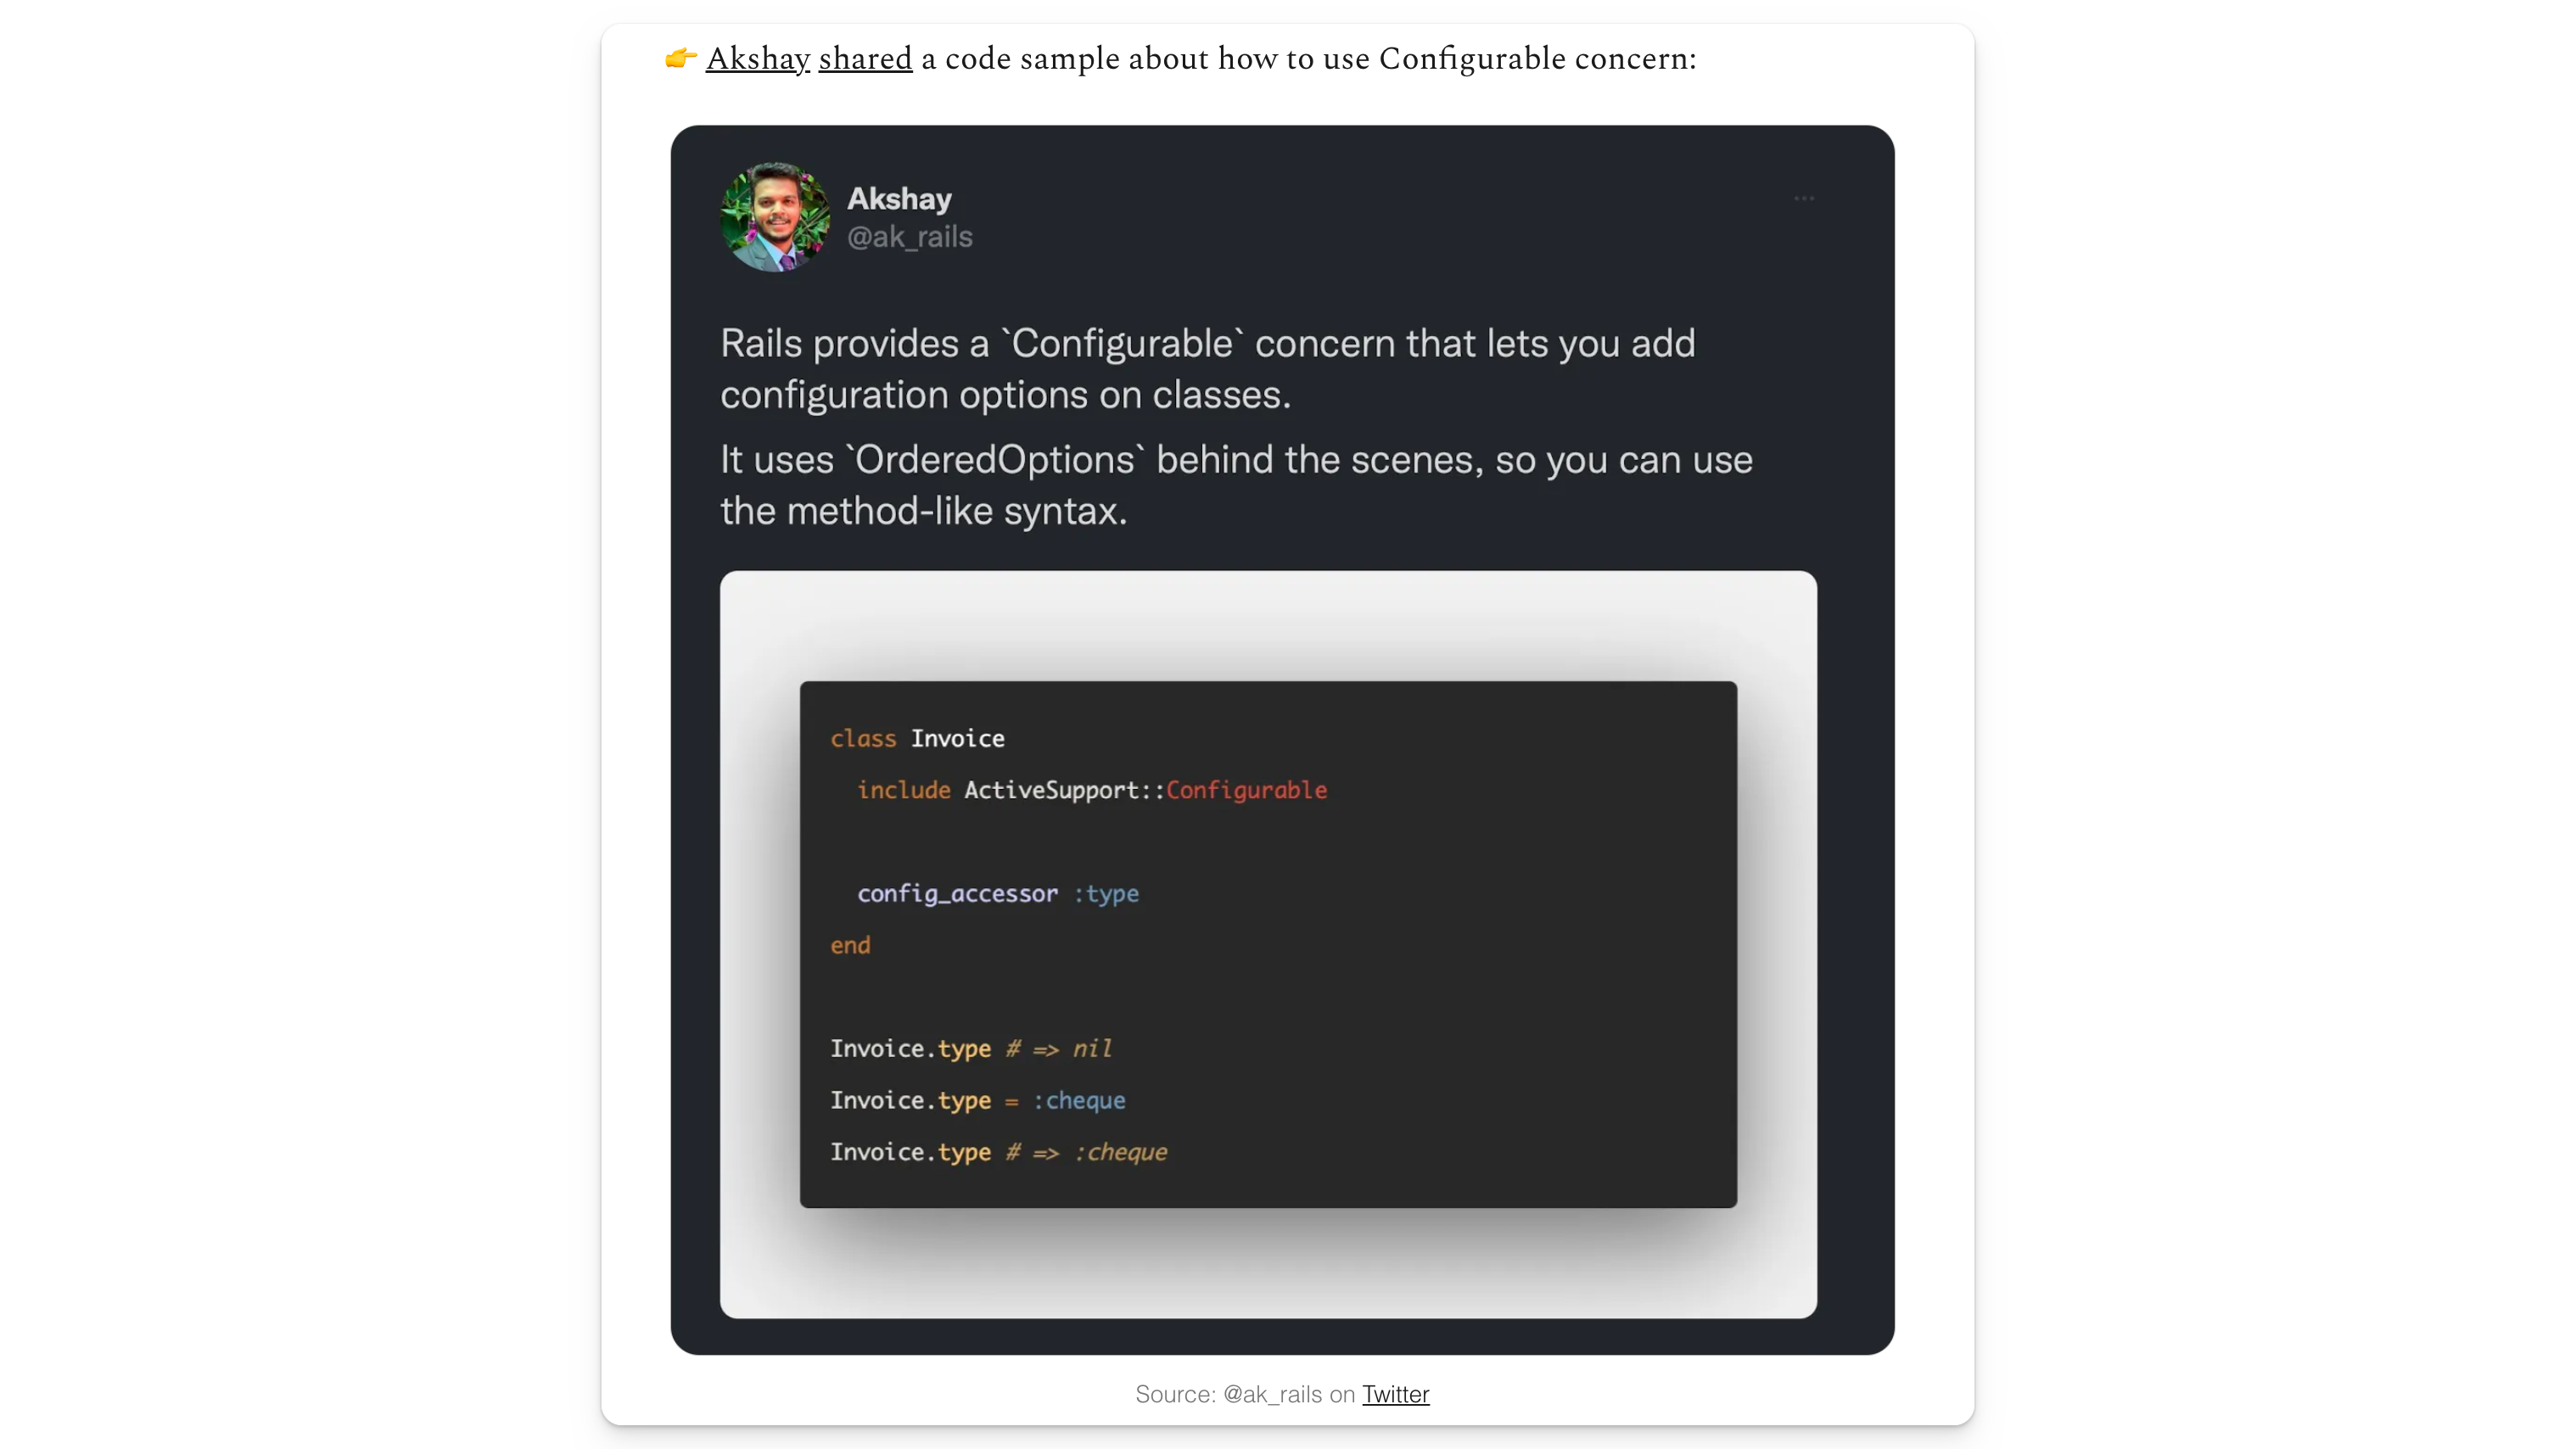 👉 Akshay shared a code sample about how to use Configurable concern:
Akshay
@ak_rails
...
Rails provides a `Configurable` concern that lets you add
configuration options on classes.
It uses `OrderedOptions` behind the scenes, so you can use
the method-like syntax.
class Invoice
  include ActiveSupport::Configurable
  config_accessor :type
end
Invoice.type # => nil
Invoice.type = :cheque
Invoice.type # => :cheque
Source: @ak_rails on Twitter